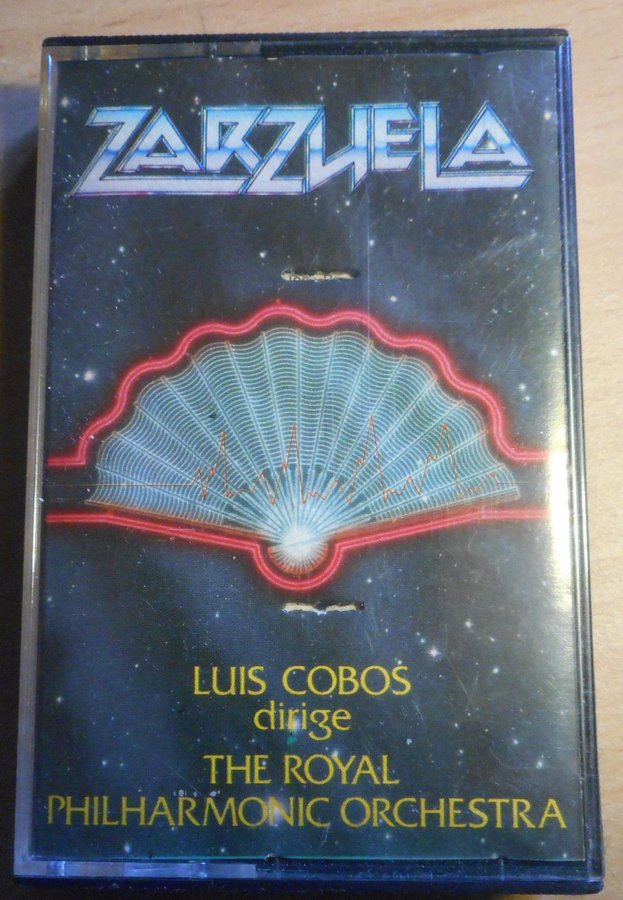 ZARZUELA
LUIS COBOS
dirige
THE ROYAL
PHILHARMONIC ORCHESTRA